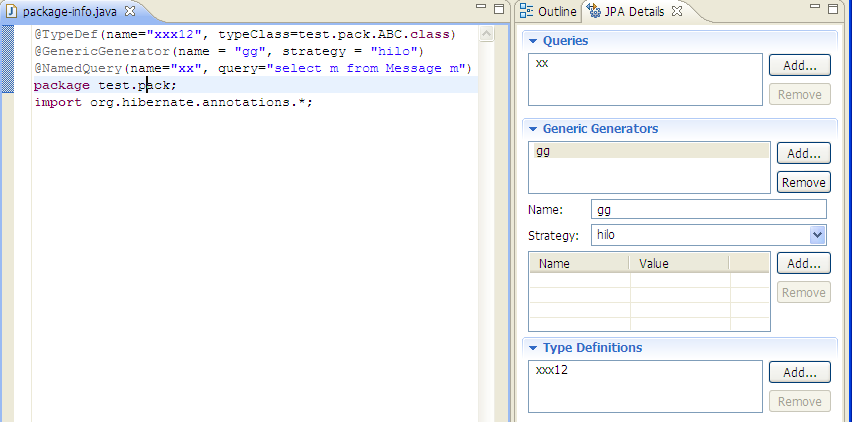 package-info.java
@TypeDef(name="xxx12", typeClass=test.pack.ABC.class)
@GenericGenerator(name = "gg", strategy = "hilo")
@NamedQuery(name="xx", query="select m from Message m")
package test.pack;
import org.hibernate.annotations.*;
Outline JPA Details
Queries
xx
Add...
Remove
Generic Generators
gg
Add...
Remove
Name: gg
Strategy: hilo
Name Value
Add...
Remove
Type Definitions
xxx12
Add...
Remove